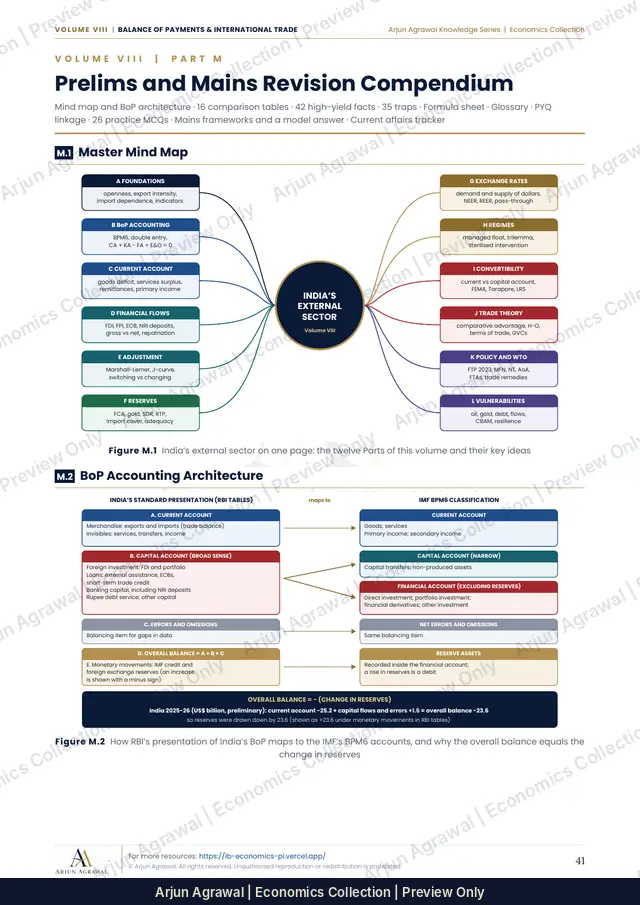 VOLUME VIII | BALANCE OF PAYMENTS & INTERNATIONAL TRADE
Arjun Agrawal Knowledge Series | Economics Collection
VOLUME VIII | PART M
Prelims and Mains Revision Compendium
Mind map and BoP architecture · 16 comparison tables · 42 high-yield facts · 35 traps · Formula sheet · Glossary · PYQ
linkage · 26 practice MCQs · Mains frameworks and a model answer · Current affairs tracker
M.1 Master Mind Map
A FOUNDATIONS
openness, export intensity,
import dependence, indicators
B BoP ACCOUNTING
BPM6, double entry,
CA + KA - FA + E&O = 0
C CURRENT ACCOUNT
goods deficit, services surplus,
remittances, primary income
D FINANCIAL FLOWS
FDI, FPI, ECB, NRI deposits,
gross vs net, repatriation
E ADJUSTMENT
Marshall-Lerner, J-curve,
switching vs changing
F RESERVES
FCA, gold, SDR, RTP,
import cover, adequacy
INDIA'S
EXTERNAL
SECTOR
Volume VIII
G EXCHANGE RATES
demand and supply of dollars,
NEER, REER, pass-through
H REGIMES
managed float, trilemma,
sterilised intervention
I CONVERTIBILITY
current vs capital account,
FEMA, Tarapore, LRS
J TRADE THEORY
comparative advantage, H-O,
terms of trade, GVCs
K POLICY AND WTO
FTP 2023, MFN, NT, AoA,
FTAs, trade remedies
L VULNERABILITIES
oil, gold, debt, flows,
CBAM, resilience
Figure M.1 India's external sector on one page: the twelve Parts of this volume and their key ideas
M.2 BoP Accounting Architecture
INDIA'S STANDARD PRESENTATION (RBI TABLES)
maps to
IMF BPM6 CLASSIFICATION
A. CURRENT ACCOUNT
Merchandise: exports and imports (trade balance)
Invisibles: services, transfers, income
CURRENT ACCOUNT
Goods; services
Primary income; secondary income
B. CAPITAL ACCOUNT (BROAD SENSE)
Foreign investment: FDI and portfolio
Loans: external assistance, ECBs,
short-term trade credit
Banking capital, including NRI deposits
Rupee debt service; other capital
CAPITAL ACCOUNT (NARROW)
Capital transfers; non-produced assets
FINANCIAL ACCOUNT (EXCLUDING RESERVES)
Direct investment; portfolio investment;
financial derivatives; other investment
C. ERRORS AND OMISSIONS
Balancing item for gaps in data
NET ERRORS AND OMISSIONS
Same balancing item
D. OVERALL BALANCE = A + B + C
E. Monetary movements: IMF credit and
foreign exchange reserves (an increase
is shown with a minus sign)
RESERVE ASSETS
Recorded inside the financial account;
a rise in reserves is a debit
OVERALL BALANCE = − (CHANGE IN RESERVES)
India 2025-26 (US$ billion, preliminary): current account −25.2 + capital flows and errors +1.6 = overall balance −23.6
so reserves were drawn down by 23.6 (shown as +23.6 under monetary movements in RBI tables)
Figure M.2 How RBI's presentation of India's BoP maps to the IMF's BPM6 accounts, and why the overall balance equals the
change in reserves
ARJUN AGRAWAL
For more resources: https://ib-economics-pi.vercel.app/
© Arjun Agrawal. All rights reserved. Unauthorised reproduction or redistribution is prohibited.
41
Arjun Agrawal | Economics Collection | Preview Only